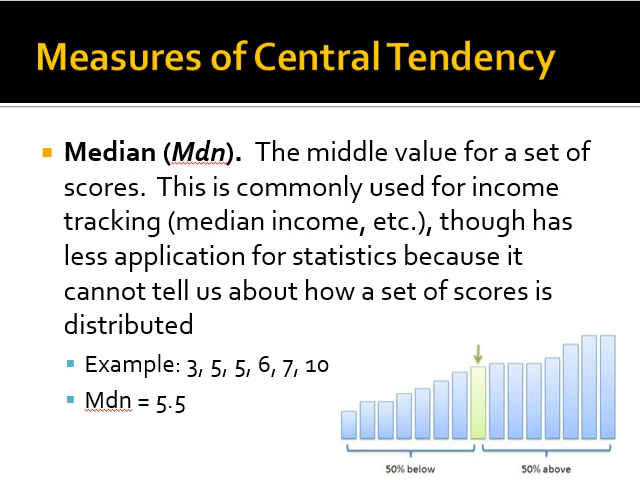 Measures of Central Tendency
Median (Mdn). The middle value for a set of
scores. This is commonly used for income
tracking (median income, etc.), though has
less application for statistics because it
cannot tell us about how a set of scores is
distributed
Example: 3, 5, 5, 6, 7, 10
Mdn = 5.5
50% below 50% above